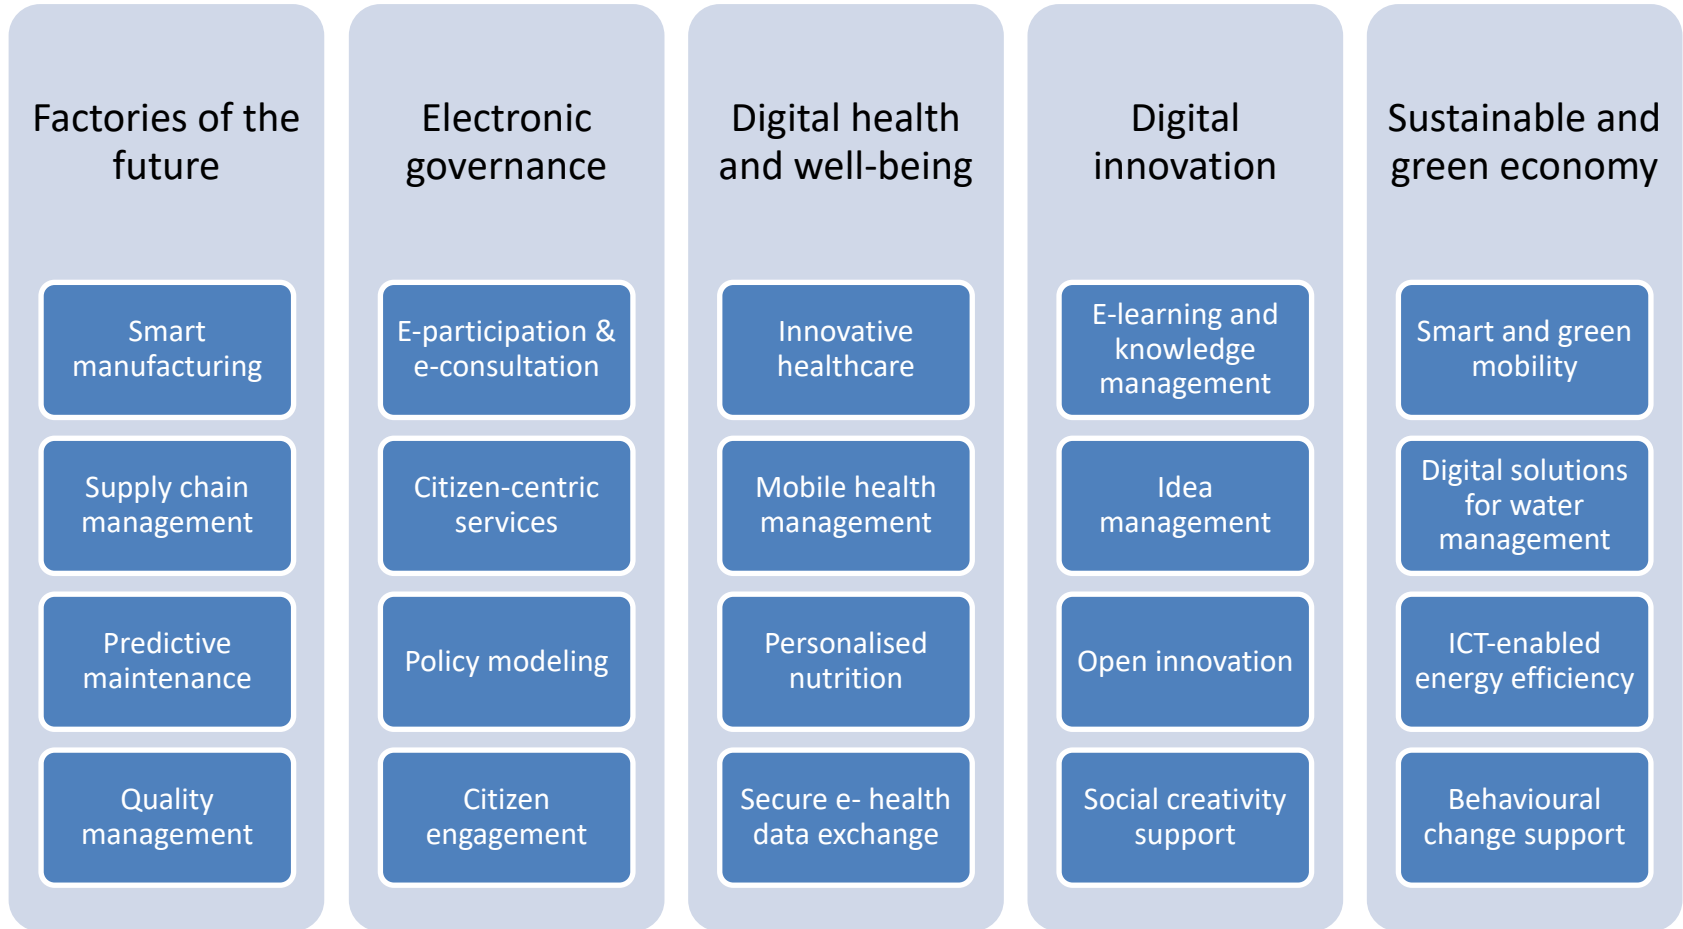 Factories of the
future
Smart
manufacturing
Supply chain
management
Predictive
maintenance
Quality
management
Electronic
governance
E-participation &
e-consultation
Citizen-centric
services
Policy modeling
Citizen
engagement
Digital health
and well-being
Innovative
healthcare
Mobile health
management
Personalised
nutrition
Secure e- health
data exchange
Digital
innovation
E-learning and
knowledge
management
Idea
management
Open innovation
Social creativity
support
Sustainable and
green economy
Smart and green
mobility
Digital solutions
for water
management
ICT-enabled
energy efficiency
Behavioural
change support